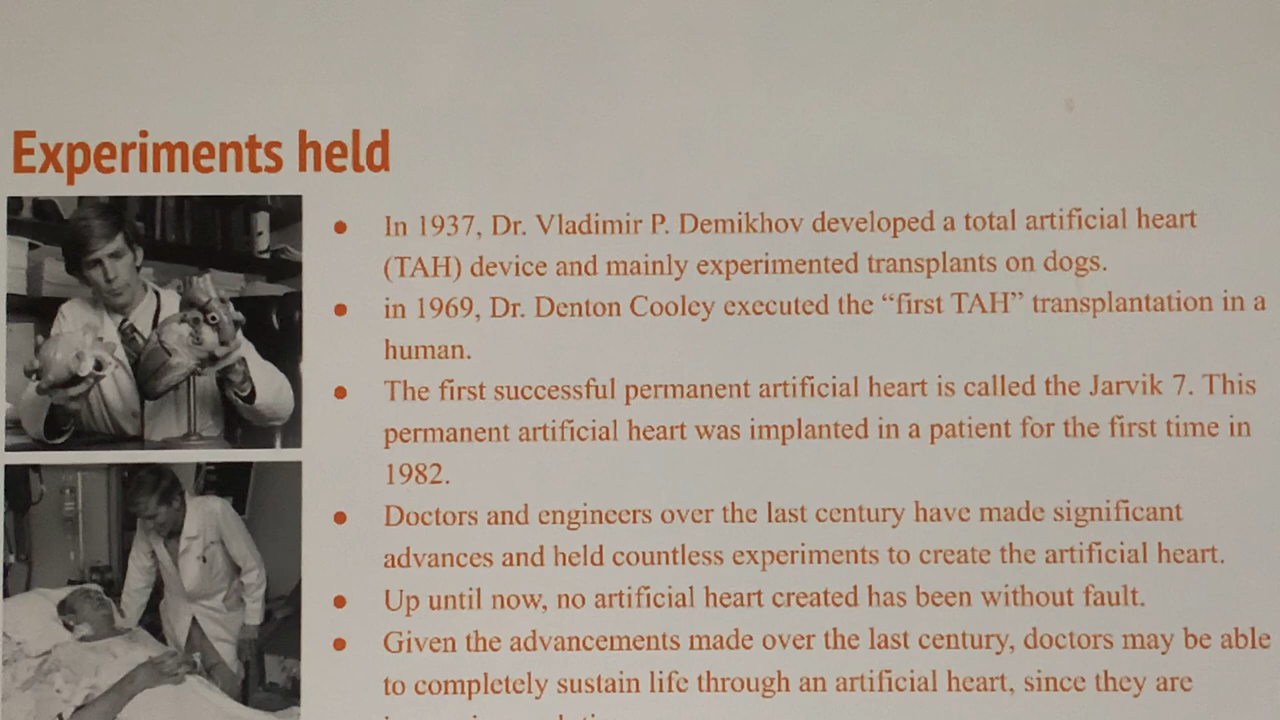 Experiments held
● In 1937, Dr. Vladimir P. Demikhov developed a total artificial heart
(TAH) device and mainly experimented transplants on dogs.
● in 1969, Dr. Denton Cooley executed the “first TAH” transplantation in a
human.
● The first successful permanent artificial heart is called the Jarvik 7. This
permanent artificial heart was implanted in a patient for the first time in
1982.
● Doctors and engineers over the last century have made significant
advances and held countless experiments to create the artificial heart.
● Up until now, no artificial heart created has been without fault.
● Given the advancements made over the last century, doctors may be able
to completely sustain life through an artificial heart, since they are